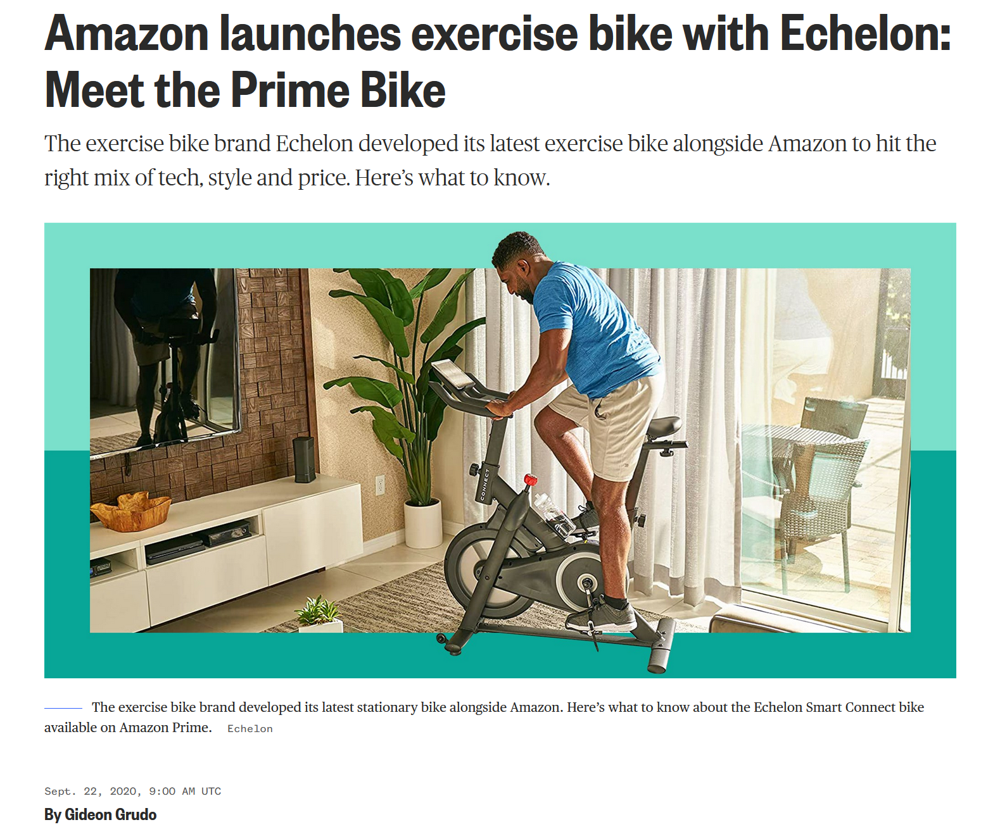 Amazon launches exercise bike with Echelon:
Meet the Prime Bike
The exercise bike brand Echelon developed its latest exercise bike alongside Amazon to hit the
right mix of tech, style and price. Here’s what to know.
CONNECT
The exercise bike brand developed its latest stationary bike alongside Amazon. Here’s what to know about the Echelon Smart Connect bike
available on Amazon Prime. Echelon
Sept. 22, 2020, 9:00 AM UTC
By Gideon Grudo